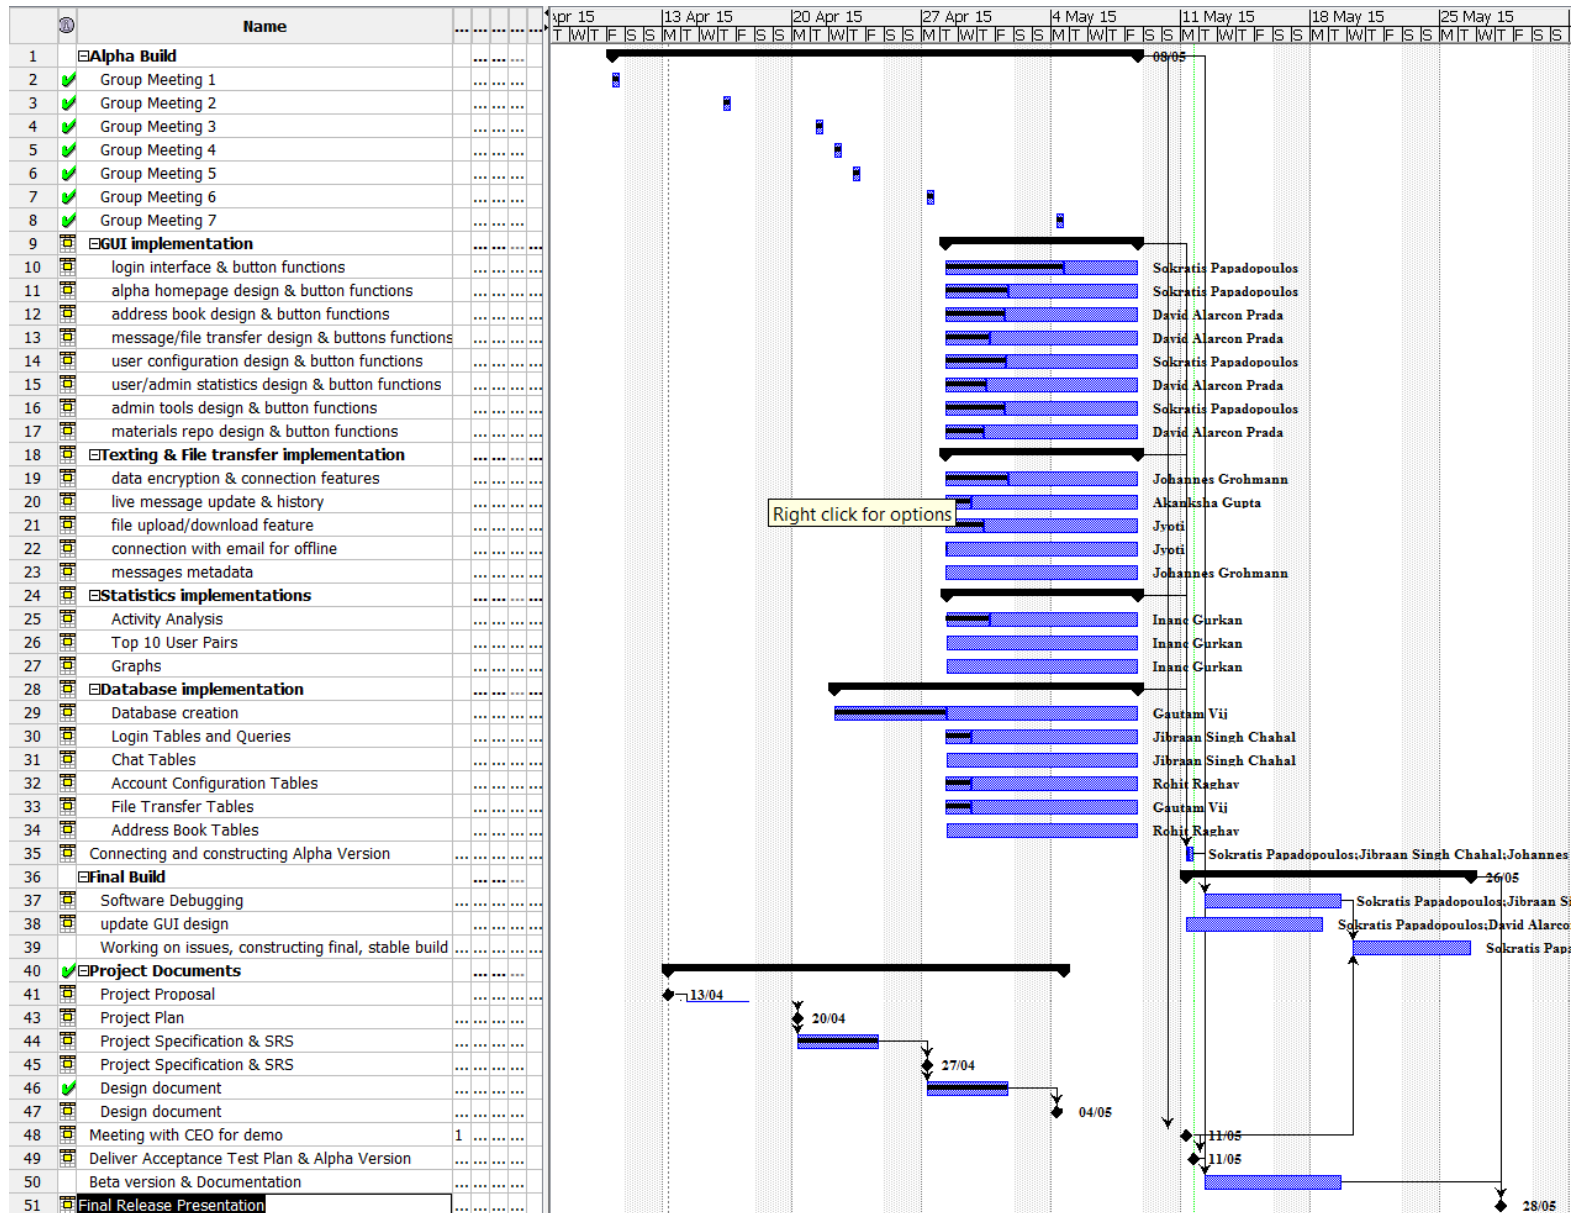 Name ... ... ... ... Apr 15 13 Apr 15 20 Apr 15 27 Apr 15 4 May 15 11 May 15 18 May 15 25 May 15
T W T F S S M T W T F S S M T W T F S S M T W T F S S M T W T F S S M T W T F S S M T W T F S S M T W T F S S
1 Alpha Build ... ... ... 08/05
2 Group Meeting 1 ... ... ...
3 Group Meeting 2 ... ... ...
4 Group Meeting 3 ... ... ...
5 Group Meeting 4 ... ... ...
6 Group Meeting 5 ... ... ...
7 Group Meeting 6 ... ... ...
8 Group Meeting 7 ... ... ...
9 GUI implementation ... ... ... ...
10 login interface & button functions ... ... ... ... Sokratis Papadopoulos
11 alpha homepage design & button functions ... ... ... ... Sokratis Papadopoulos
12 address book design & button functions ... ... ... ... David Alarcon Prada
13 message/file transfer design & buttons functions ... ... ... ... David Alarcon Prada
14 user configuration design & button functions ... ... ... ... Sokratis Papadopoulos
15 user/admin statistics design & button functions ... ... ... ... David Alarcon Prada
16 admin tools design & button functions ... ... ... ... Sokratis Papadopoulos
17 materials repo design & button functions ... ... ... ... David Alarcon Prada
18 Texting & File transfer implementation ... ... ... ...
19 data encryption & connection features ... ... ... ... Johannes Grohmann
20 live message update & history ... ... ... ... Akanksha Gupta
Right click for options
21 file upload/download feature ... ... ... ... Jyoti
22 connection with email for offline ... ... ... ... Jyoti
23 messages metadata ... ... ... ... Johannes Grohmann
24 Statistics implementations ... ... ... ...
25 Activity Analysis ... ... ... ... Inanc Gurkan
26 Top 10 User Pairs ... ... ... ... Inanc Gurkan
27 Graphs ... ... ... ... Inanc Gurkan
28 Database implementation ... ... ... ...
29 Database creation ... ... ... ... Gautam Vij
30 Login Tables and Queries ... ... ... ... Jibraan Singh Chahal
31 Chat Tables ... ... ... ... Jibraan Singh Chahal
32 Account Configuration Tables ... ... ... ... Rohit Raghav
33 File Transfer Tables ... ... ... ... Gautam Vij
34 Address Book Tables ... ... ... ... Rohit Raghav
35 Connecting and constructing Alpha Version ... ... ... ... ... Sokratis Papadopoulos;Jibraan Singh Chahal;Johannes
36 Final Build ... ... ... 26/05
37 Software Debugging ... ... ... ... ... Sokratis Papadopoulos;Jibraan Si
38 update GUI design ... ... ... ... Sokratis Papadopoulos;David Alarco
39 Working on issues, constructing final, stable build ... ... ... ... ... Sokratis Papa
40 Project Documents ... ... ...
41 Project Proposal ... ... ... ... 13/04
43 Project Plan ... ... ... ... 20/04
44 Project Specification & SRS ... ... ... ...
45 Project Specification & SRS ... ... ... ... 27/04
46 Design document ... ... ... ...
47 Design document ... ... ... ... 04/05
48 Meeting with CEO for demo 1 ... ... ... 11/05
49 Deliver Acceptance Test Plan & Alpha Version ... ... ... ... 11/05
50 Beta version & Documentation ... ... ... ...
51 Final Release Presentation ... ... ... ... 28/05